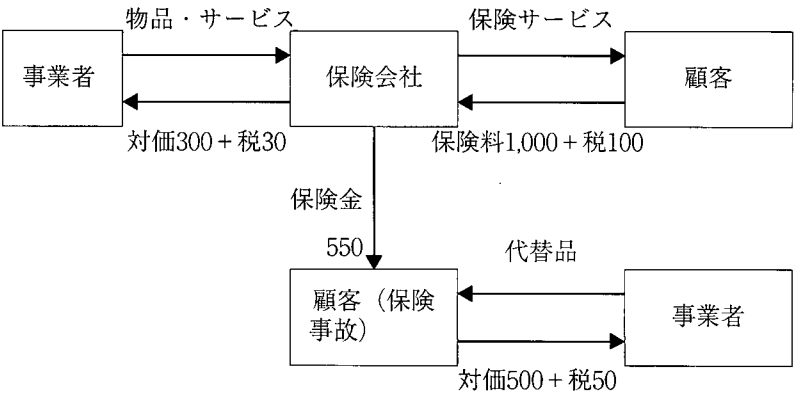 物品・サービス
保険サービス
事業者
保険会社
顧客
対価300+税30
保険料1,000+税100
保険金
550
代替品
顧客(保険
事故)
事業者
対価500+税50